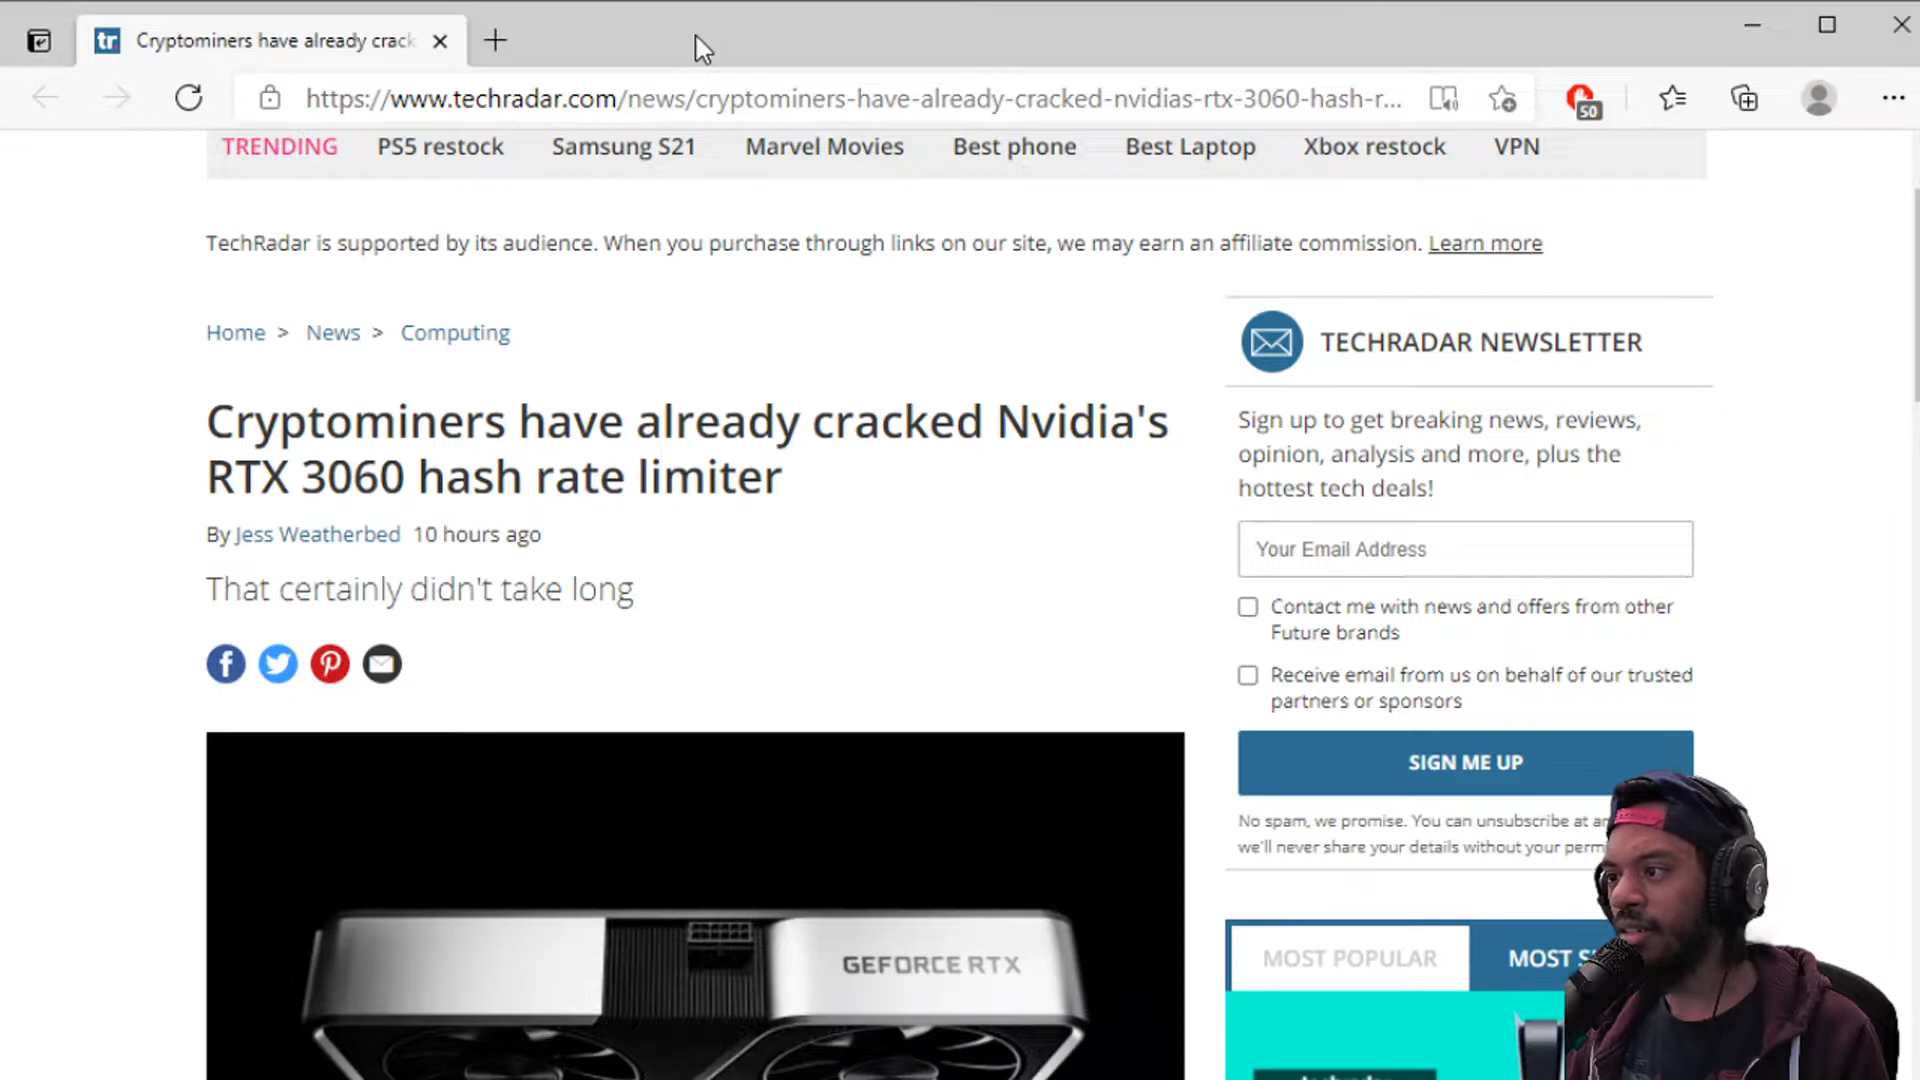 tr.
Cryptominers have already crack
https://www.techradar.com/news/cryptominers-have-already-cracked-nvidias-rtx-3060-hash-r...
50
TRENDING PS5 restock Samsung S21 Marvel Movies Best phone Best Laptop Xbox restock VPN
TechRadar is supported by its audience. When you purchase through links on our site, we may earn an affiliate commission. Learn more
Home > News > Computing
Cryptominers have already cracked Nvidia's
RTX 3060 hash rate limiter
By Jess Weatherbed 10 hours ago
That certainly didn't take long
GEFORCE RTX
TECHRADAR NEWSLETTER
Sign up to get breaking news, reviews,
opinion, analysis and more, plus the
hottest tech deals!
Your Email Address
Contact me with news and offers from other
Future brands
Receive email from us on behalf of our trusted
partners or sponsors
SIGN ME UP
No spam, we promise. You can unsubscribe at
we'll never share your details without your
MOST POPULAR MOST